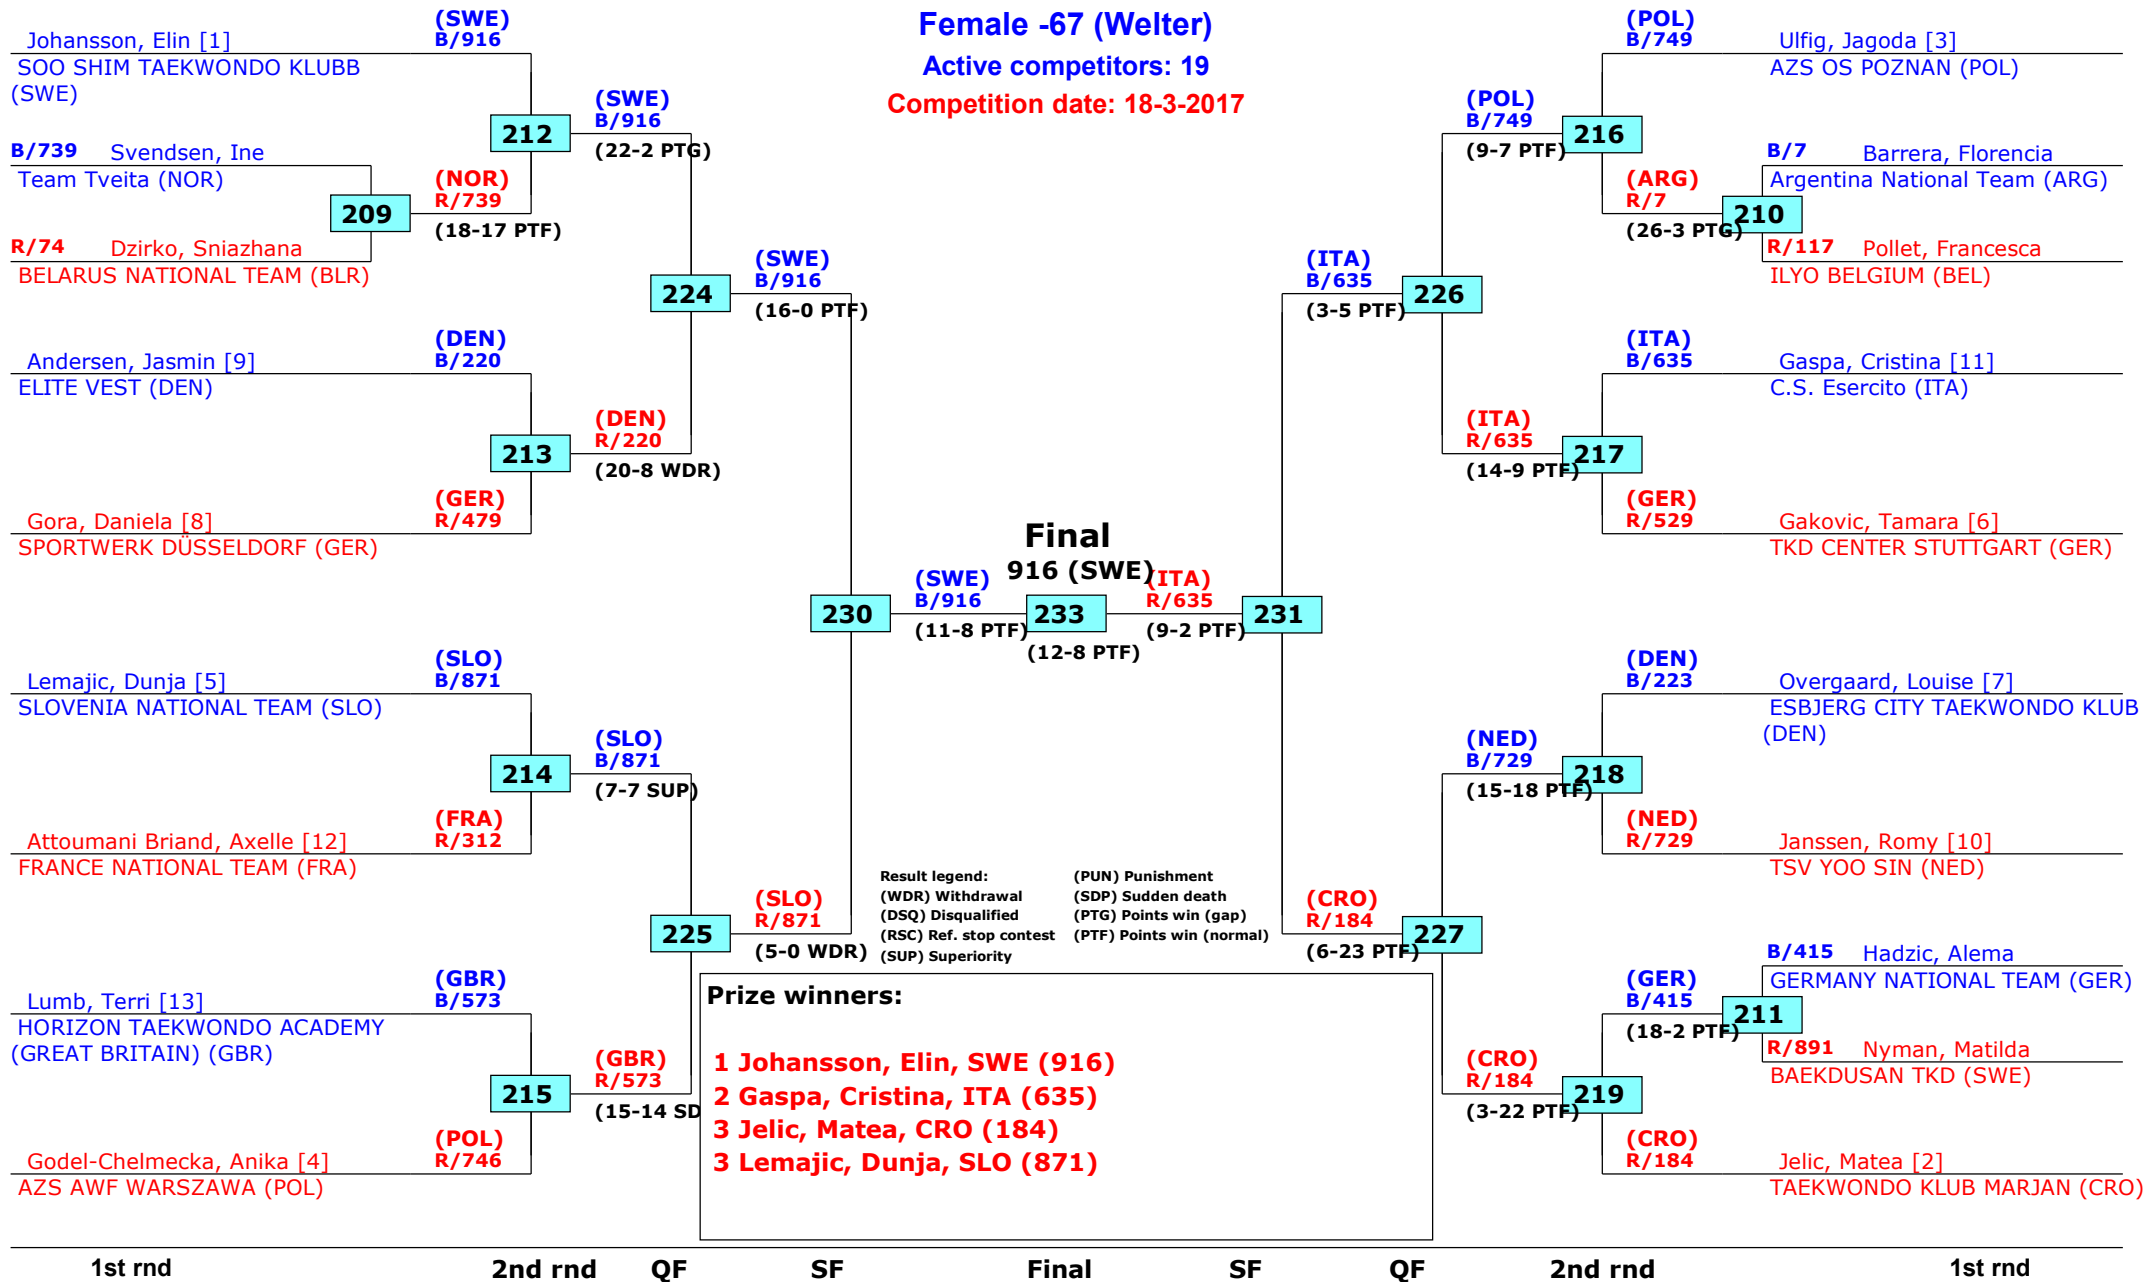 Female -67 (Welter)
Active competitors: 19
Competition date: 18-3-2017
(SWE)
B/916
Johansson, Elin [1]
SOO SHIM TAEKWONDO KLUBB
(SWE)
212
(SWE)
B/916
(22-2 PTG)
B/739 Svendsen, Ine
Team Tveita (NOR)
209
(NOR)
R/739
(18-17 PTF)
R/74 Dzirko, Sniazhana
BELARUS NATIONAL TEAM (BLR)
224
(SWE)
B/916
(16-0 PTF)
(DEN)
B/220
Andersen, Jasmin [9]
ELITE VEST (DEN)
213
(DEN)
R/220
(20-8 WDR)
(GER)
R/479
Gora, Daniela [8]
SPORTWERK DÜSSELDORF (GER)
230
(SWE)
B/916
(11-8 PTF)
(SLO)
B/871
Lemajic, Dunja [5]
SLOVENIA NATIONAL TEAM (SLO)
214
(SLO)
B/871
(7-7 SUP)
(FRA)
R/312
Attoumani Briand, Axelle [12]
FRANCE NATIONAL TEAM (FRA)
225
(SLO)
R/871
(5-0 WDR)
(GBR)
B/573
Lumb, Terri [13]
HORIZON TAEKWONDO ACADEMY
(GREAT BRITAIN) (GBR)
215
(GBR)
R/573
(15-14 SD
(POL)
R/746
Godel-Chelmecka, Anika [4]
AZS AWF WARSZAWA (POL)
Final
916 (SWE)
233
(12-8 PTF)
(ITA)
R/635
(9-2 PTF)
231
(POL)
B/749
Ulfig, Jagoda [3]
AZS OS POZNAN (POL)
(POL)
B/749
(9-7 PTF)
216
B/7 Barrera, Florencia
Argentina National Team (ARG)
(ARG)
R/7
(26-3 PTG)
210
R/117 Pollet, Francesca
ILYO BELGIUM (BEL)
(ITA)
B/635
(3-5 PTF)
226
(ITA)
B/635
Gaspa, Cristina [11]
C.S. Esercito (ITA)
(ITA)
R/635
(14-9 PTF)
217
(GER)
R/529
Gakovic, Tamara [6]
TKD CENTER STUTTGART (GER)
(DEN)
B/223
Overgaard, Louise [7]
ESBJERG CITY TAEKWONDO KLUB
(DEN)
(NED)
B/729
(15-18 PTF)
218
(NED)
R/729
Janssen, Romy [10]
TSV YOO SIN (NED)
(CRO)
R/184
(6-23 PTF)
227
B/415 Hadzic, Alema
GERMANY NATIONAL TEAM (GER)
(GER)
B/415
(18-2 PTF)
211
R/891 Nyman, Matilda
BAEKDUSAN TKD (SWE)
(CRO)
R/184
(3-22 PTF)
219
(CRO)
R/184
Jelic, Matea [2]
TAEKWONDO KLUB MARJAN (CRO)
Result legend: (PUN) Punishment
(WDR) Withdrawal (SDP) Sudden death
(DSQ) Disqualified (PTG) Points win (gap)
(RSC) Ref. stop contest (PTF) Points win (normal)
(SUP) Superiority
Prize winners:
1 Johansson, Elin, SWE (916)
2 Gaspa, Cristina, ITA (635)
3 Jelic, Matea, CRO (184)
3 Lemajic, Dunja, SLO (871)
1st rnd 2nd rnd QF SF Final SF QF 2nd rnd 1st rnd